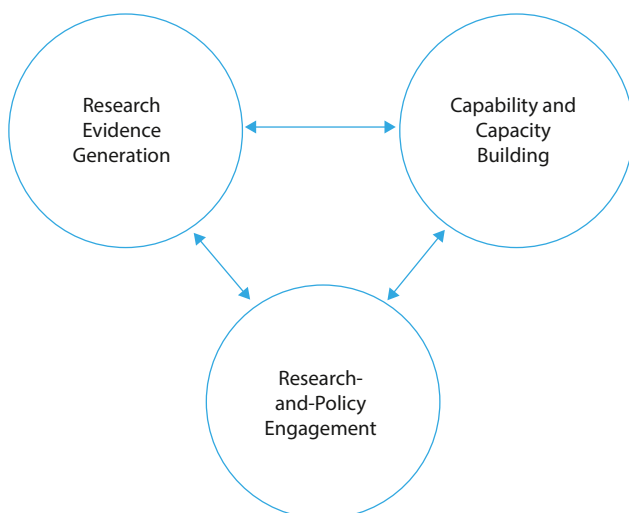 Research
Evidence
Generation
Capability and
Capacity
Building
Research-
and-Policy
Engagement